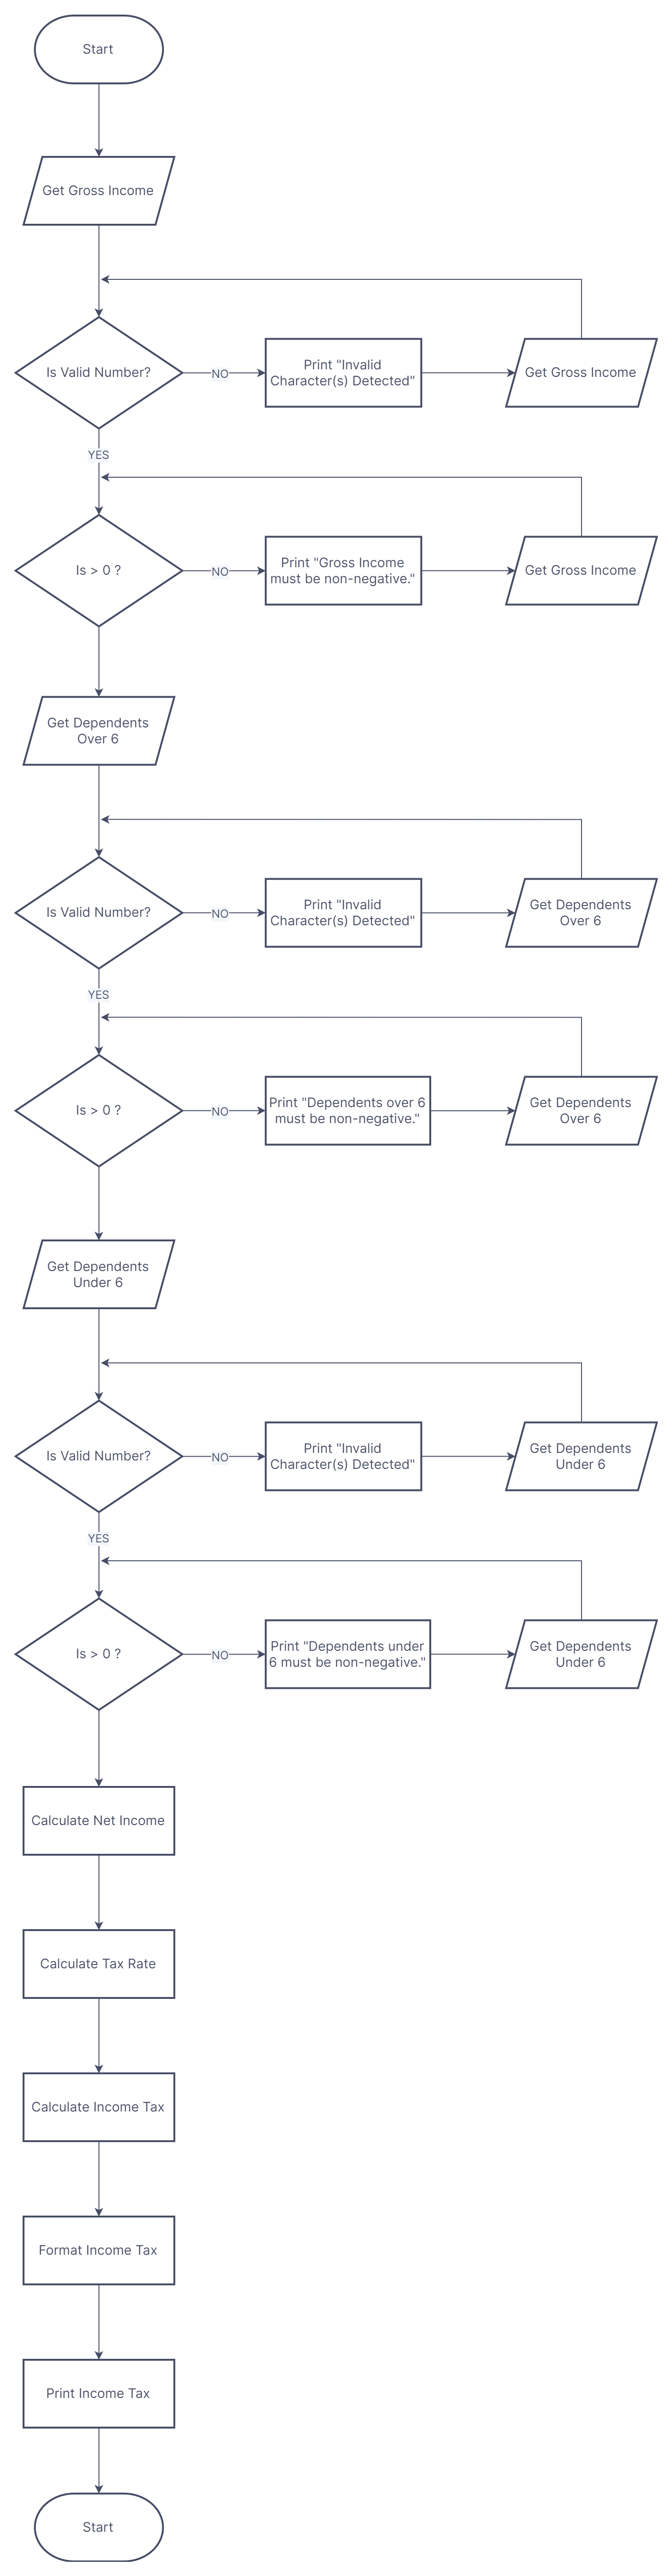 Start
Get Gross Income
Is Valid Number?
NO
Print "Invalid
Character(s) Detected"
Get Gross Income
YES
Is > 0 ?
NO
Print "Gross Income
must be non-negative."
Get Gross Income
Get Dependents
Over 6
Is Valid Number?
NO
Print "Invalid
Character(s) Detected"
Get Dependents
Over 6
YES
Is > 0 ?
NO
Print "Dependents over 6
must be non-negative."
Get Dependents
Over 6
Get Dependents
Under 6
Is Valid Number?
NO
Print "Invalid
Character(s) Detected"
Get Dependents
Under 6
YES
Is > 0 ?
NO
Print "Dependents under
6 must be non-negative."
Get Dependents
Under 6
Calculate Net Income
Calculate Tax Rate
Calculate Income Tax
Format Income Tax
Print Income Tax
Start